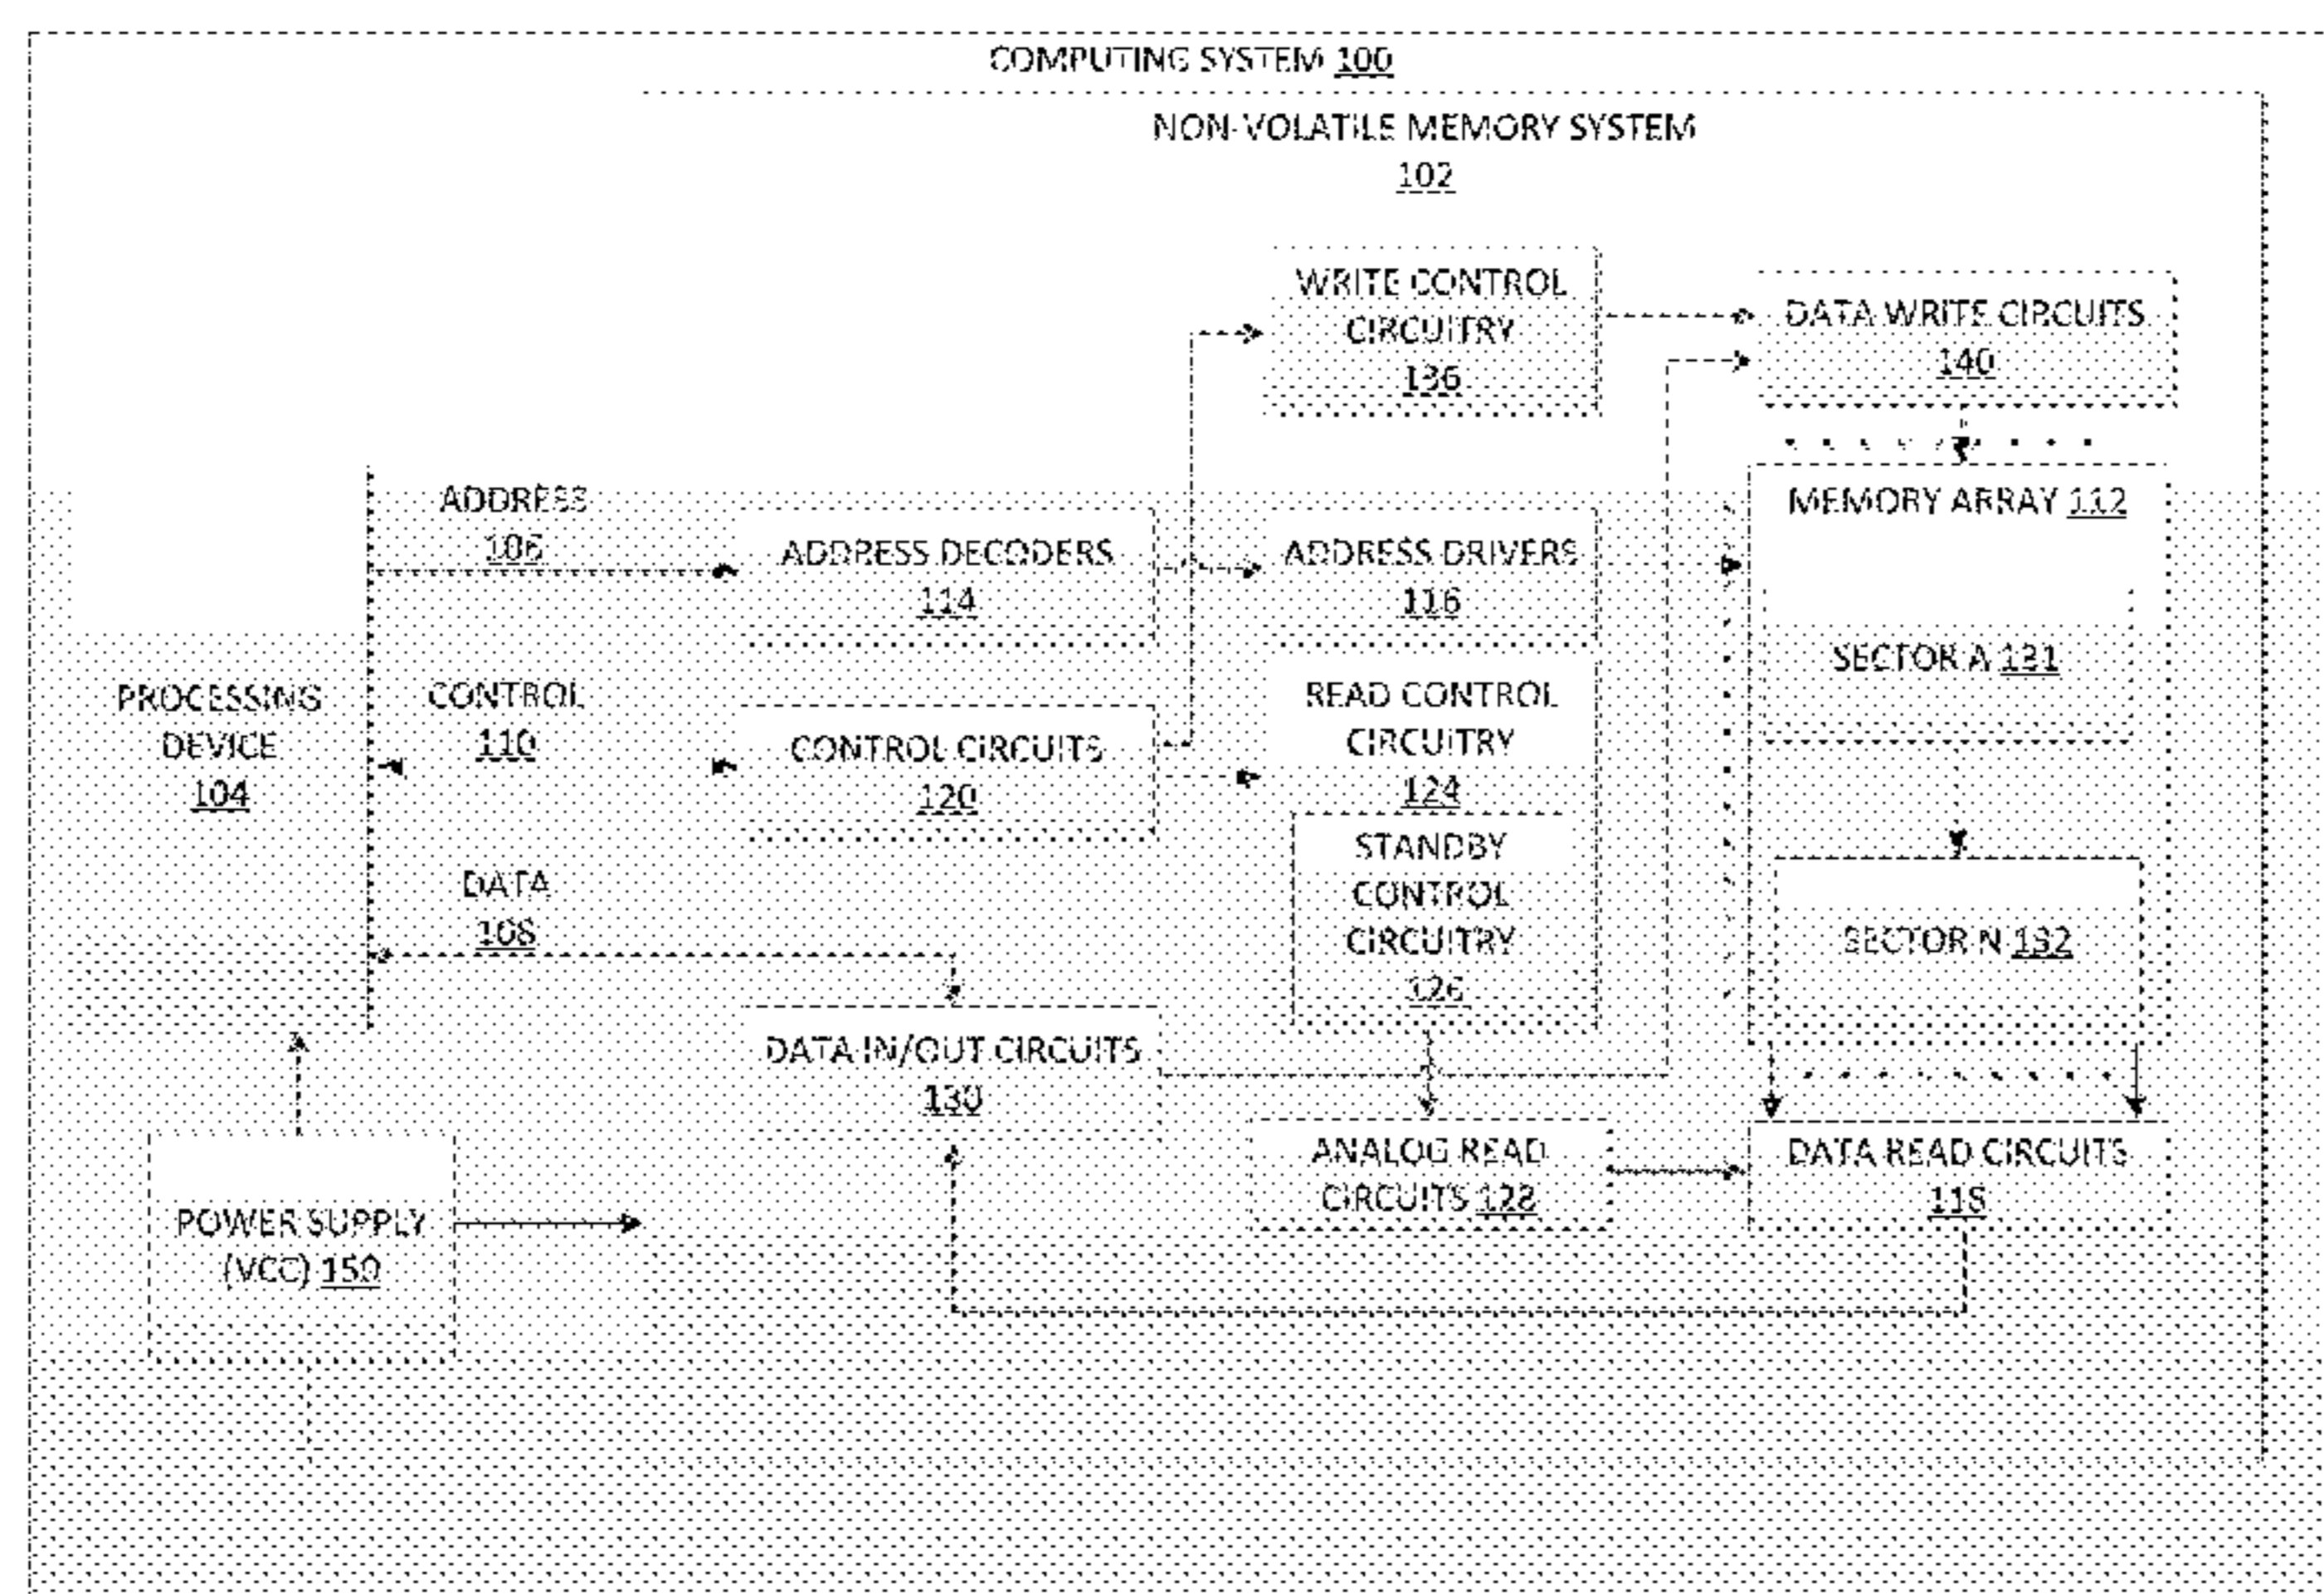 COMPUTING SYSTEM 100
NON-VOLATILE MEMORY SYSTEM
102
WRITE CONTROL
CIRCUITRY
136
DATA WRITE CIRCUITS
140
ADDRESS
106
ADDRESS DECODERS
114
ADDRESS DRIVERS
116
MEMORY ARRAY 112
SECTOR A 131
PROCESSING
DEVICE
104
CONTROL
110
CONTROL CIRCUITS
120
READ CONTROL
CIRCUITRY
124
STANDBY
CONTROL
CIRCUITRY
126
SECTOR N 132
DATA
108
DATA IN/OUT CIRCUITS
130
ANALOG READ
CIRCUITS 128
DATA READ CIRCUITS
118
POWER SUPPLY
(VCC) 150